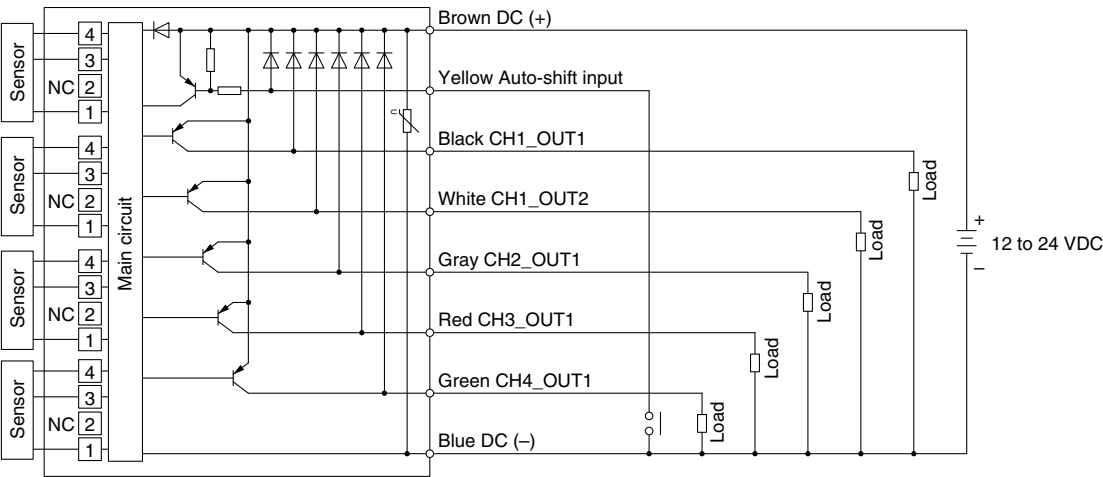 Brown DC (+)
Sensor
4
3
NC 2
1
Yellow Auto-shift input
U
Black CH1_OUT1
Load
Sensor
4
3
NC 2
1
White CH1_OUT2
Load
Main circuit
+
12 to 24 VDC
–
Sensor
4
3
NC 2
1
Gray CH2_OUT1
Load
Red CH3_OUT1
Load
Sensor
4
3
NC 2
1
Green CH4_OUT1
Load
Blue DC (–)